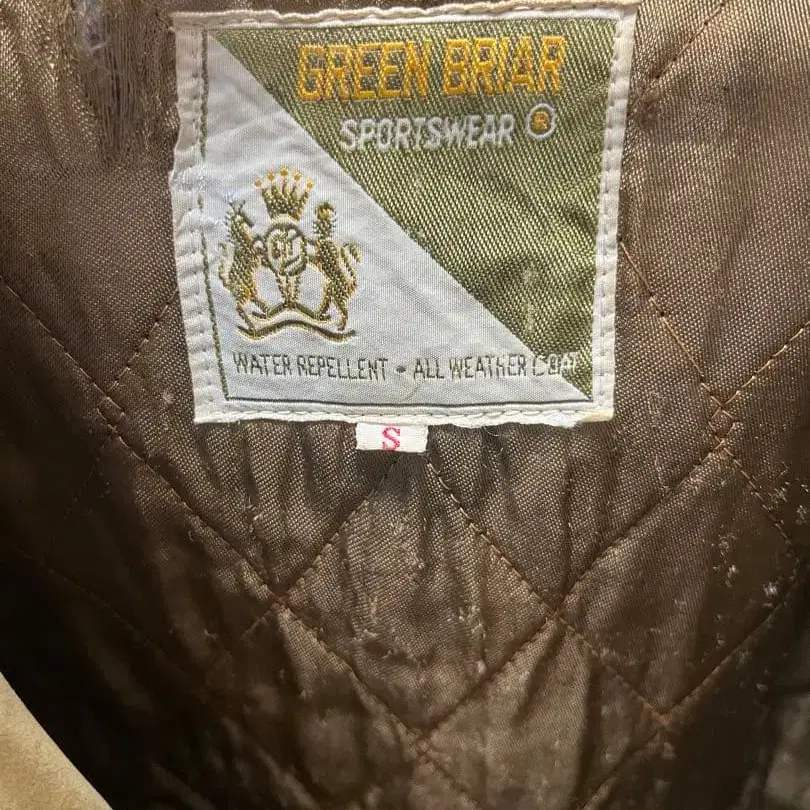 GREEN BRIAR
SPORTSWEAR ®
WATER REPELLENT • ALL WEATHER COAT
S